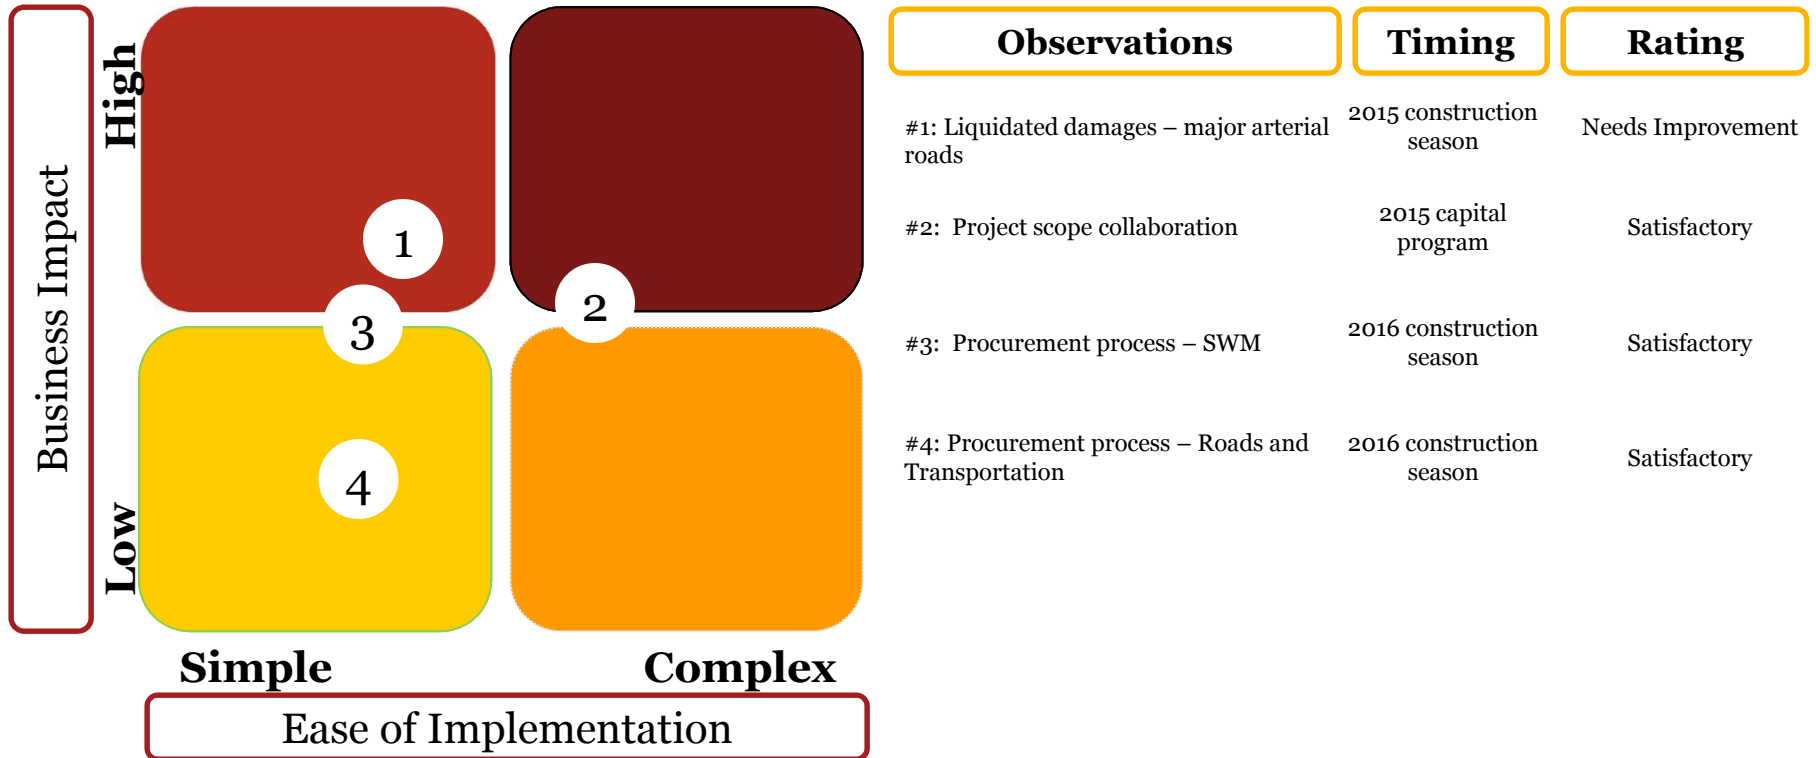 Business Impact
High
Low
1
2
3
4
Simple
Complex
Ease of Implementation
Observations
Timing
Rating
#1: Liquidated damages – major arterial
roads
2015 construction
season
Needs Improvement
#2:  Project scope collaboration
2015 capital
program
Satisfactory
#3:  Procurement process – SWM
2016 construction
season
Satisfactory
#4: Procurement process – Roads and
Transportation
2016 construction
season
Satisfactory